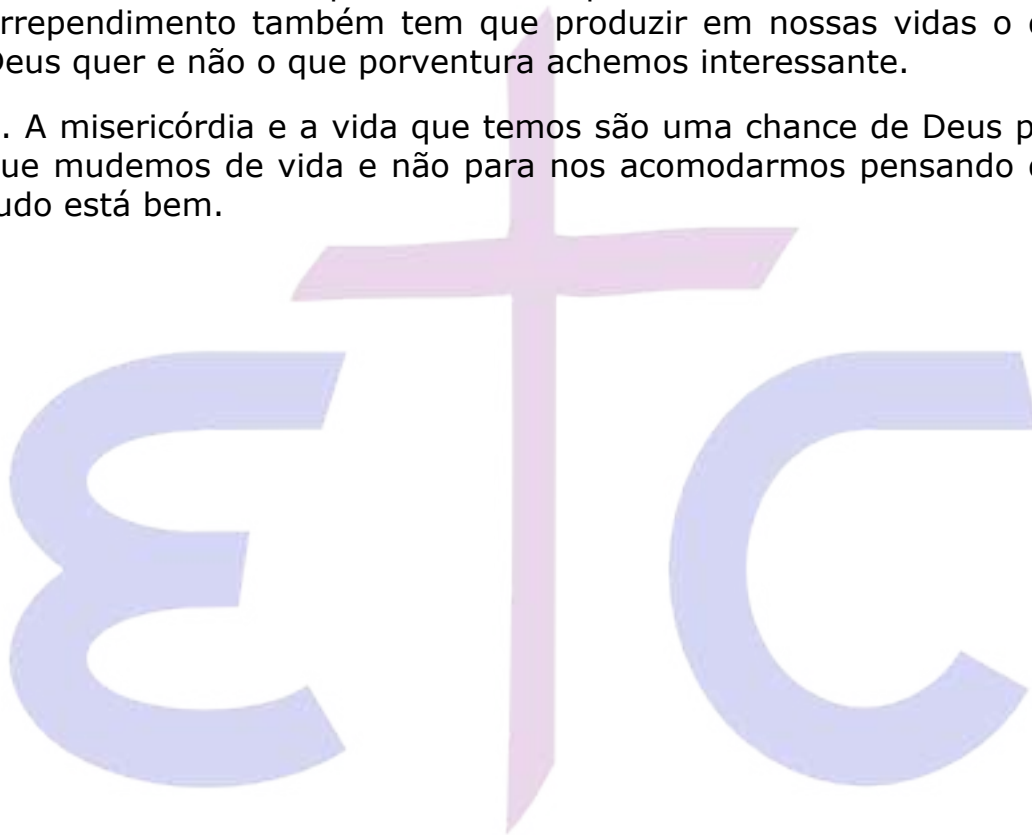 rrependimento também tem que produzir em nossas vidas o
Deus quer e não o que porventura achemos interessante.
. A misericórdia e a vida que temos são uma chance de Deus p
ue mudemos de vida e não para nos acomodarmos pensando
udo está bem.
ETC